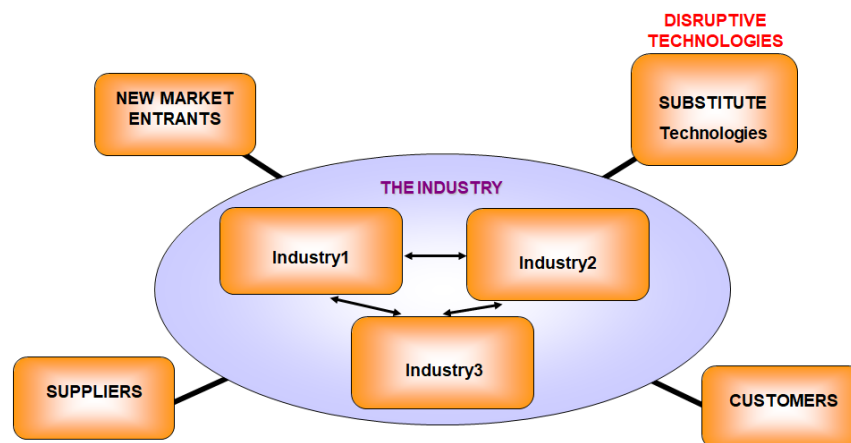 DISRUPTIVE
TECHNOLOGIES
NEW MARKET
ENTRANTS
SUBSTITUTE
Technologies
THE INDUSTRY
Industry1
Industry2
Industry3
SUPPLIERS
CUSTOMERS